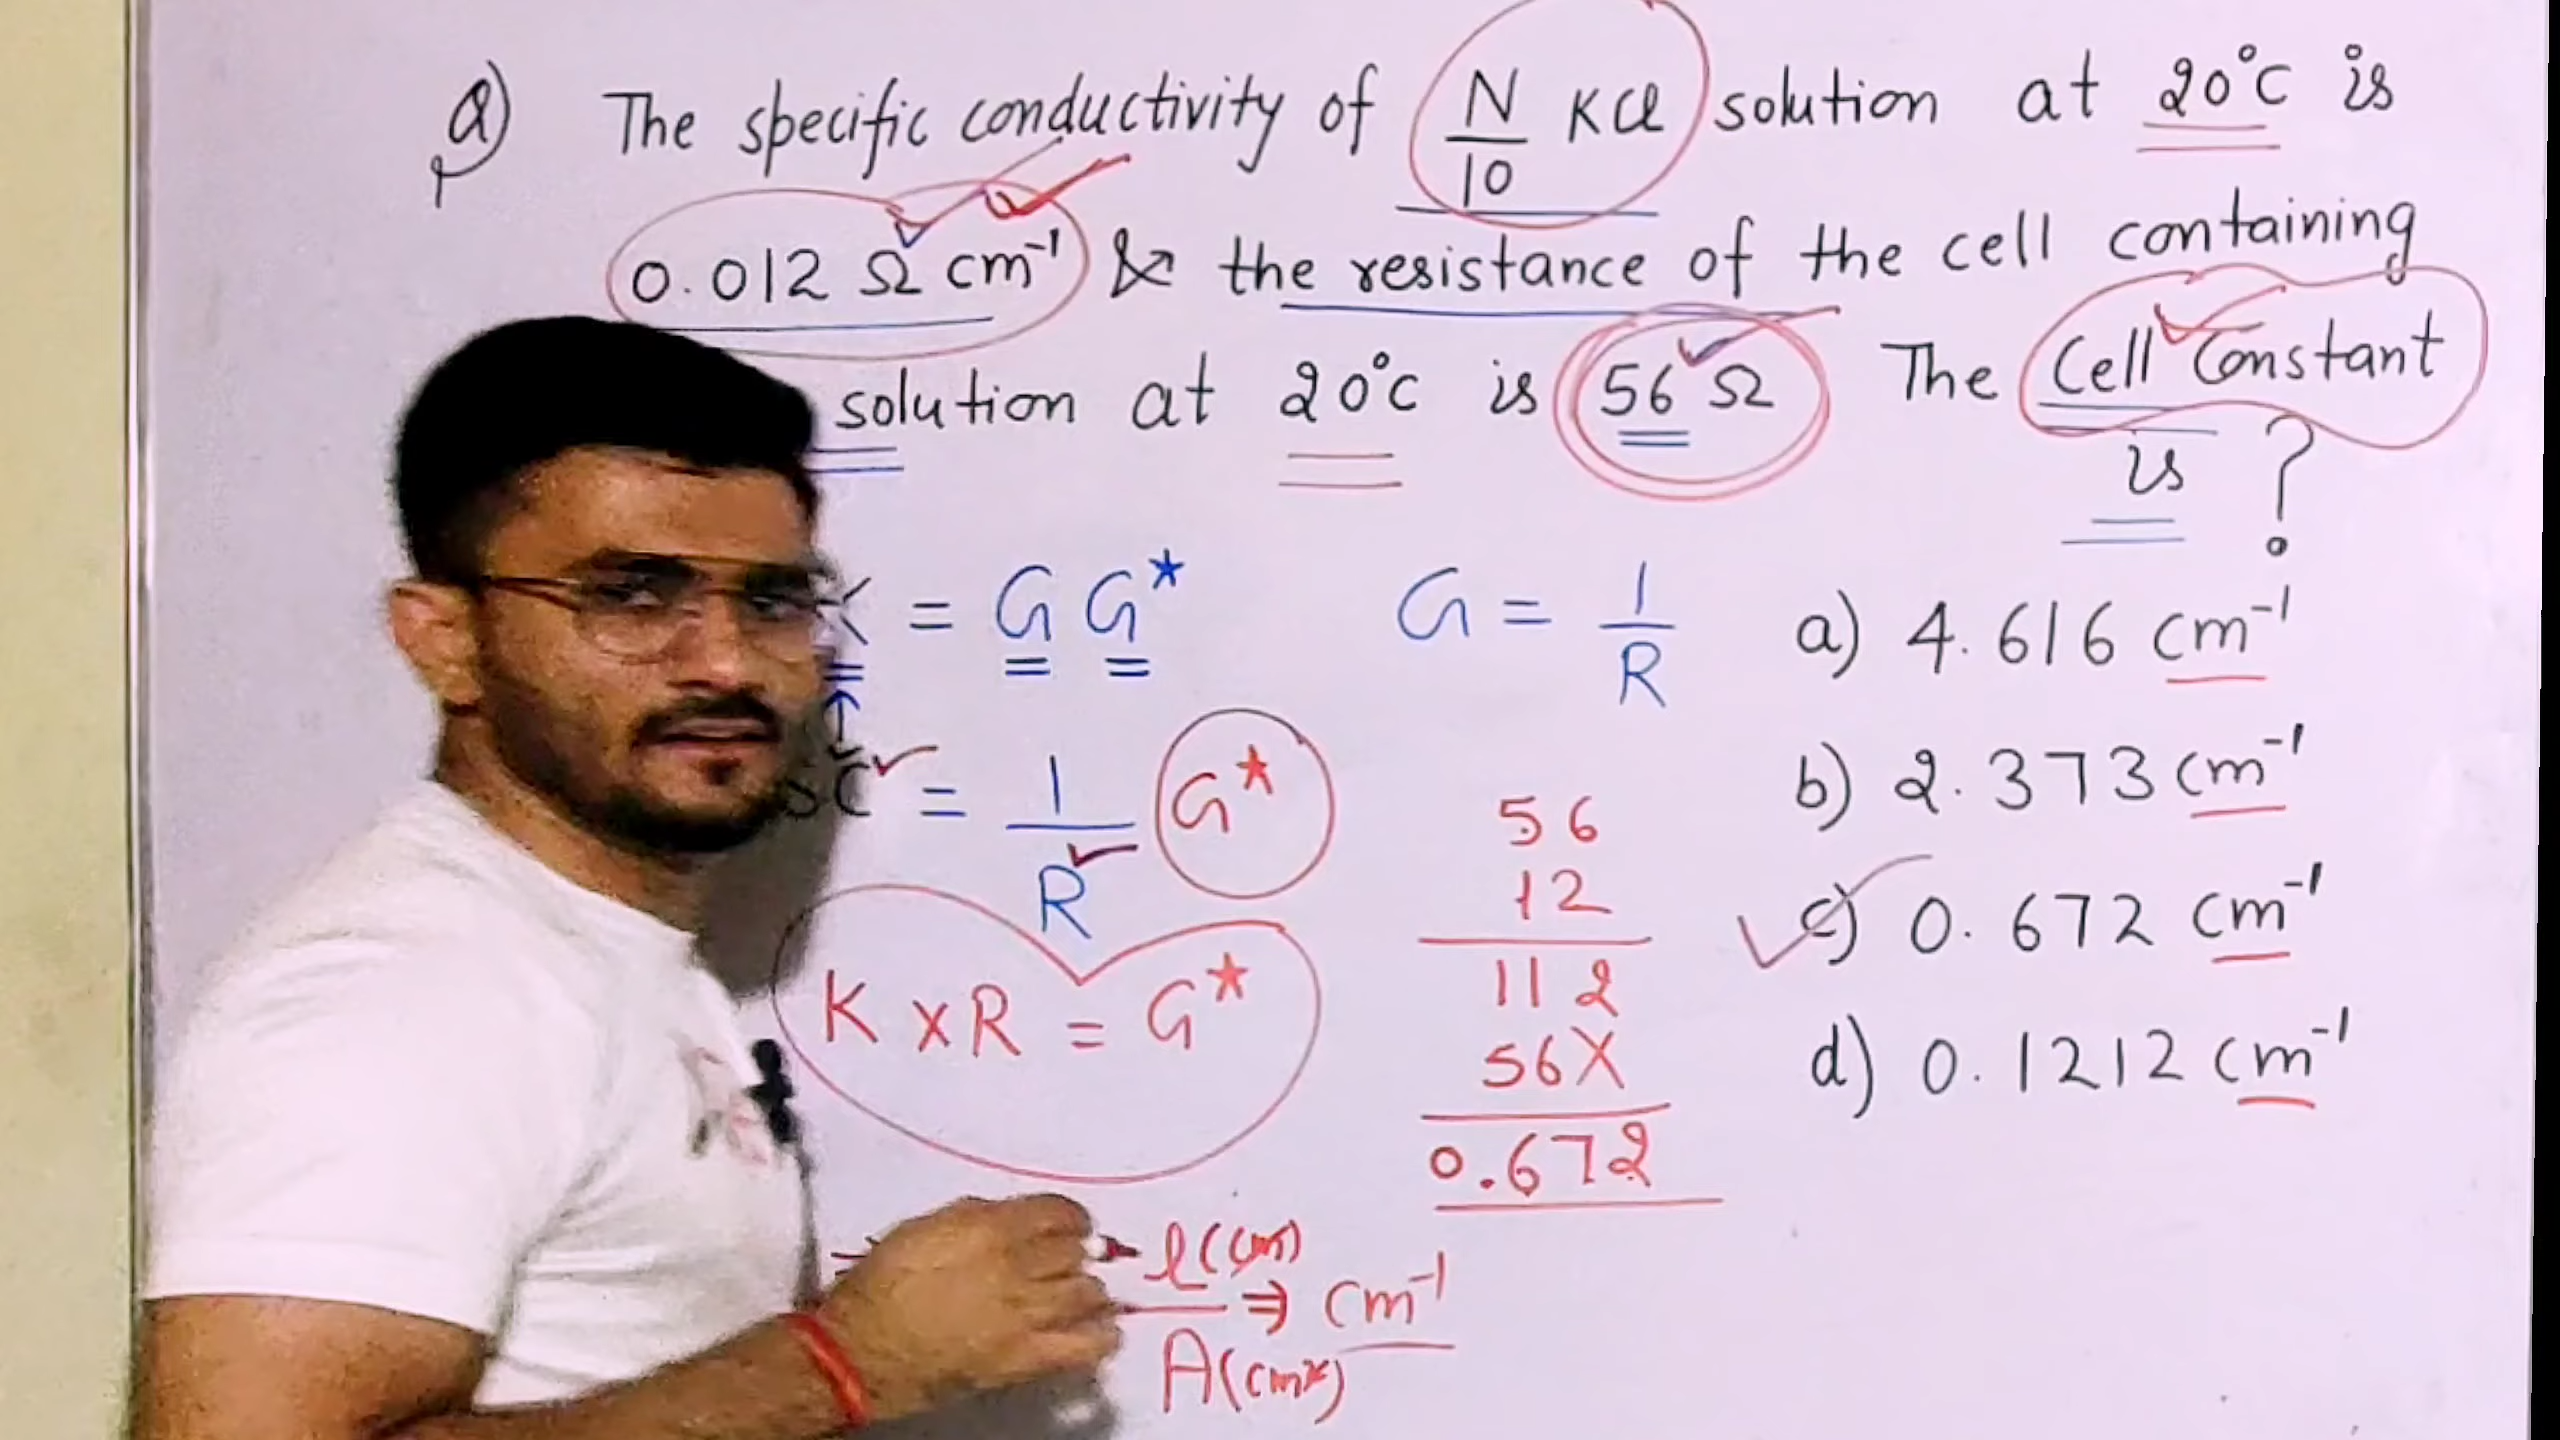 Q) The specific conductivity of N/10 KCl solution at 20°C is
0.012 Ω cm⁻¹ & the resistance of the cell containing
solution at 20°C is 56 Ω The Cell Constant
is ?
K = G G* G = 1/R
a) 4.616 cm⁻¹
b) 2.373 cm⁻¹
SC = 1/R G*
c) 0.672 cm⁻¹
K x R = G*
d) 0.1212 cm⁻¹
56
12
112
56X
0.672
l(cm)/A(cm²) ⇒ cm⁻¹